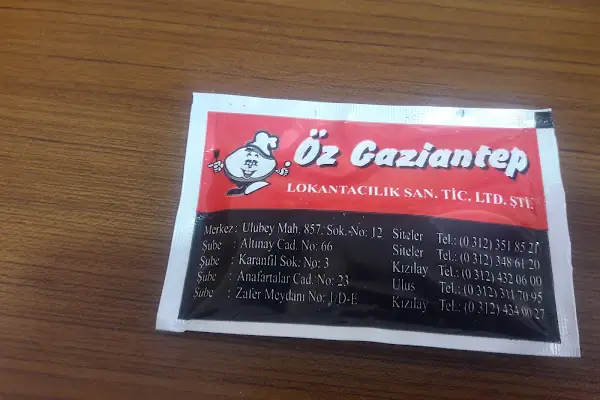 Öz Gaziantep
LOKANTACILIK SAN. TİC. LTD. ŞTİ.
Merkez : Ulubey Mah. 857. Sok. No: 12 Siteler Tel.: (0 312) 351 85 21
Şube : Altınay Cad. No: 66 Siteler Tel.: (0 312) 348 61 20
Şube : Karanfil Sok. No: 3 Kızılay Tel.: (0 312) 432 06 00
Şube : Anafartalar Cad. No: 23 Ulus Tel.: (0 312) 311 70 95
Şube : Zafer Meydanı No: 1/D-E Kızılay Tel.: (0 312) 434 00 27